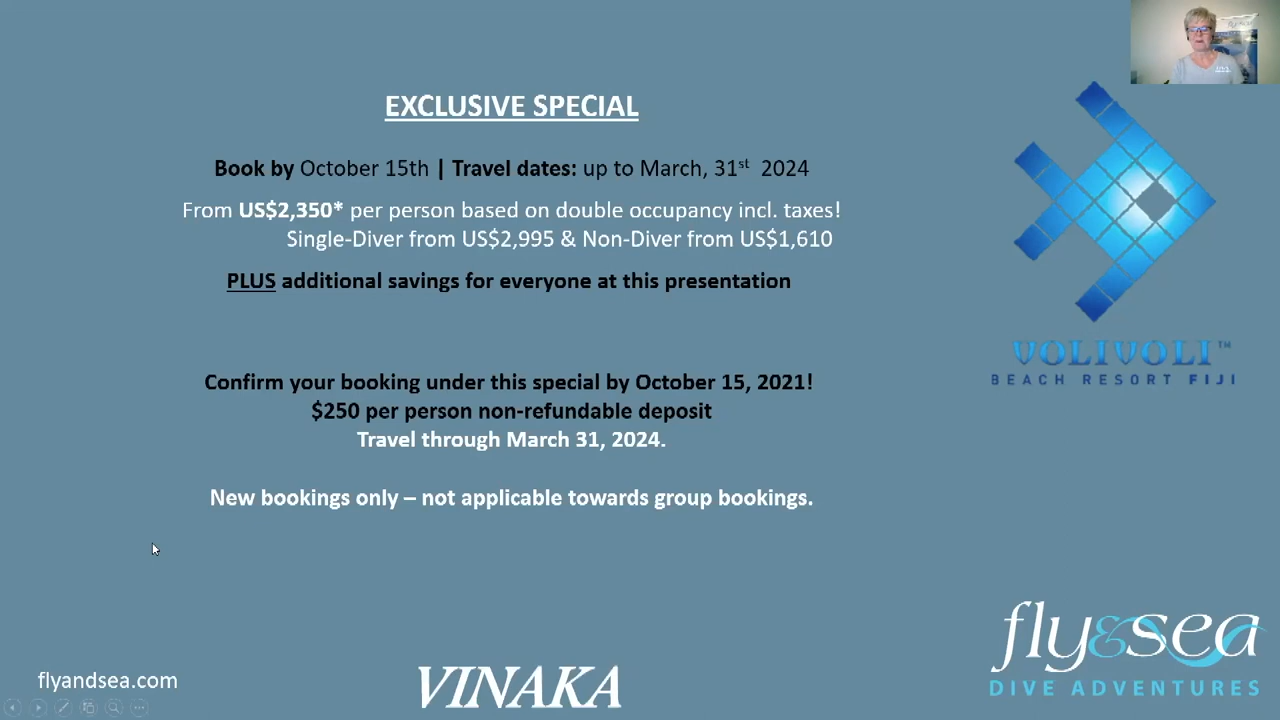 EXCLUSIVE SPECIAL
Book by October 15th | Travel dates: up to March, 31st 2024
From US$2,350* per person based on double occupancy incl. taxes!
Single-Diver from US$2,995 & Non-Diver from US$1,610
PLUS additional savings for everyone at this presentation
Confirm your booking under this special by October 15, 2021!
$250 per person non-refundable deposit
Travel through March 31, 2024.
New bookings only – not applicable towards group bookings.
VOLIVOLI™
BEACH RESORT FIJI
fly&sea
DIVE ADVENTURES
flyandsea.com
VINAKA